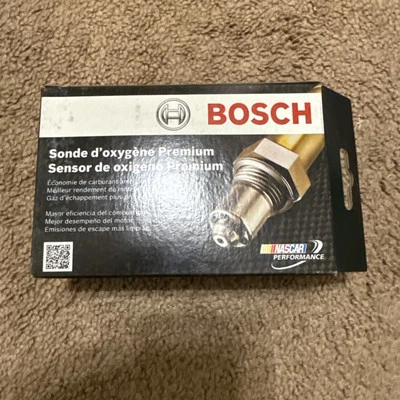 BOSCH
Sonde d'oxygène Premium
Sensor de oxígeno Premium
Économie de carburant
Meilleur rendement du
Gaz d'échappement plus
Mayor eficiencia del
Mejor desempeño del motor
Emisiones de escape más limpias
NASCAR
PERFORMANCE